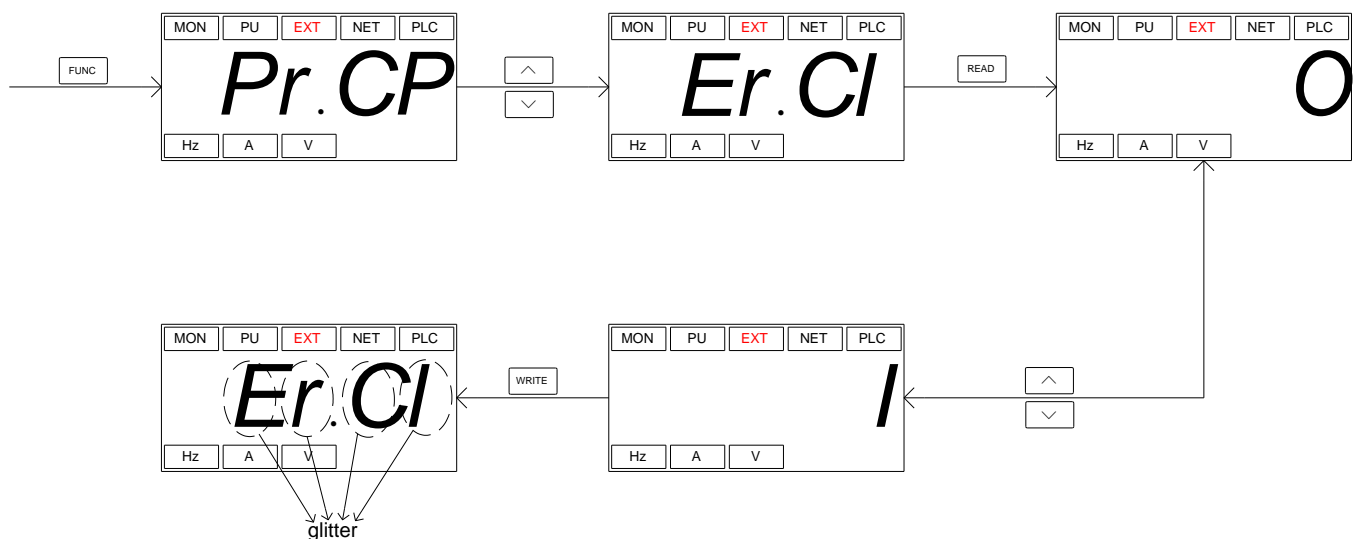 MON PU EXT NET PLC
Pr.CP
Hz A V
FUNC
MON PU EXT NET PLC
Er.Cl
Hz A V
READ
MON PU EXT NET PLC
O
Hz A V
MON PU EXT NET PLC
Er.Cl
Hz A V
glitter
WRITE
MON PU EXT NET PLC
I
Hz A V